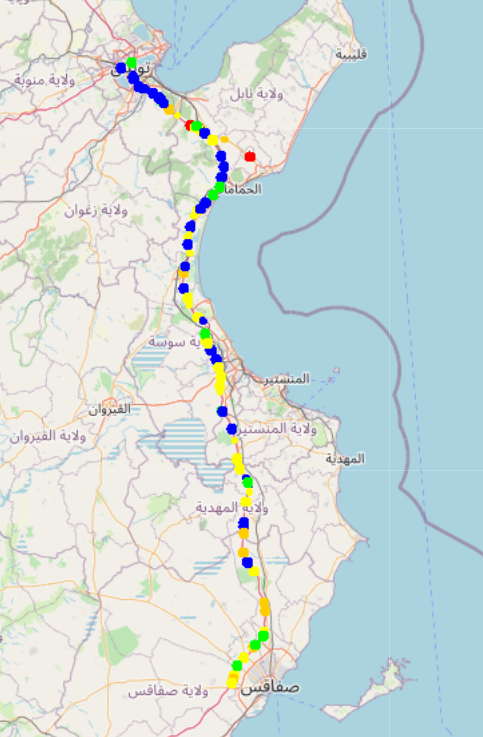 قليبية
تونس
ولاية منوبة
ولاية نابل
الحمامات
ولاية زغوان
ولاية سوسة
المنستير
القيروان
ولاية المنستير
ولاية القيروان
المهدية
ولاية المهدية
صفاقس
ولاية صفاقس